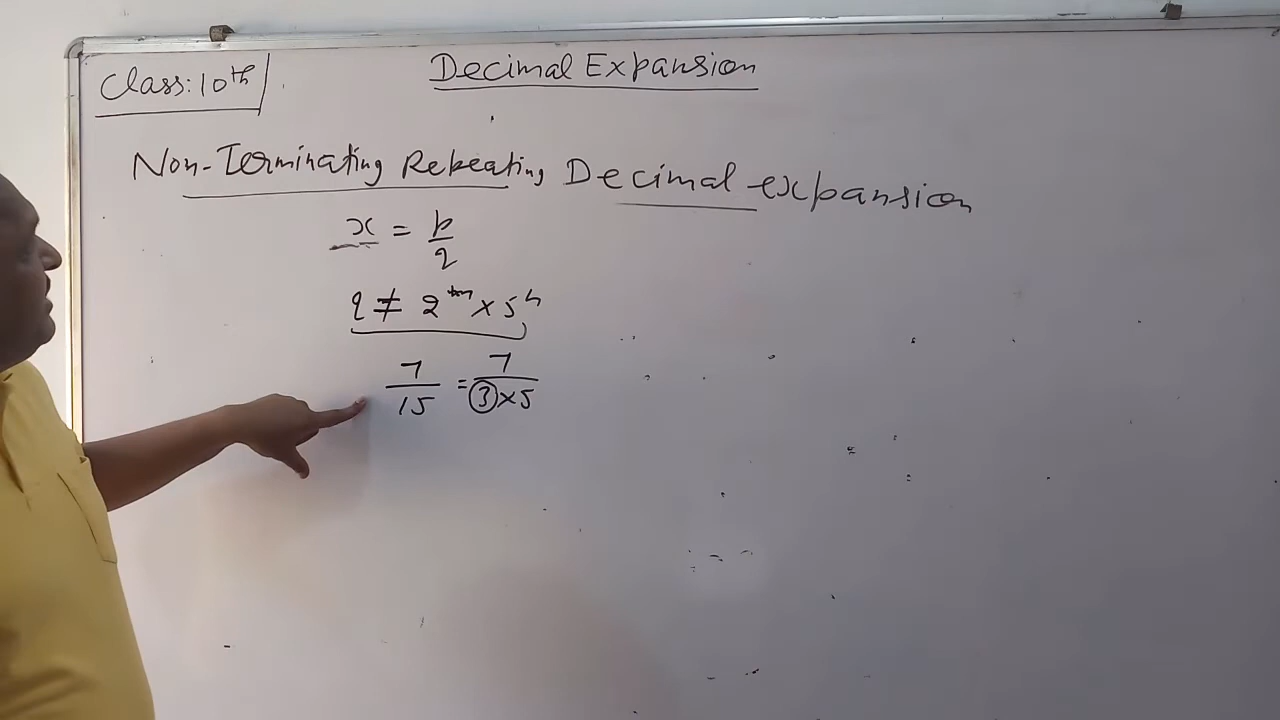 Class: 10th
Decimal Expansion
Non-Terminating Repeating Decimal expansion
x = p/q
q ≠ 2^m × 5^n
7/15 = 7/(3 × 5)